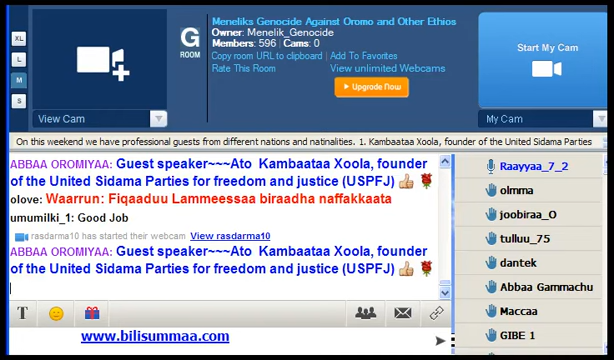 XL
L
M
S
View Cam
G
ROOM
Meneliks Genocide Against Oromo and Other Ethios
Owner: Menelik_Genocide
Members: 596 Cams: 0
Copy room URL to clipboard | Add To Favorites
Rate This Room View unlimited Webcams
Upgrade Now
Start My Cam
My Cam
On this weekend we have professional guests from different nations and natinalities. 1. Kambaataa Xoola, founder of the United Sidama Parties
ABBAA OROMIYAA: Guest speaker~~~Ato Kambaataa Xoola, founder
of the United Sidama Parties for freedom and justice (USPFJ)
olove: Waarrun: Fiqaaduu Lammeessaa biraadha naffakkaata
umumilki_1: Good Job
rasdarma10 has started their webcam View rasdarma10
ABBAA OROMIYAA: Guest speaker~~~Ato Kambaataa Xoola, founder
of the United Sidama Parties for freedom and justice (USPFJ)
T
www.bilisummaa.com
Raayyaa_7_2
olmma
joobiraa_O
tulluu_75
dantek
Abbaa Gammachu
Maccaa
GIBE 1